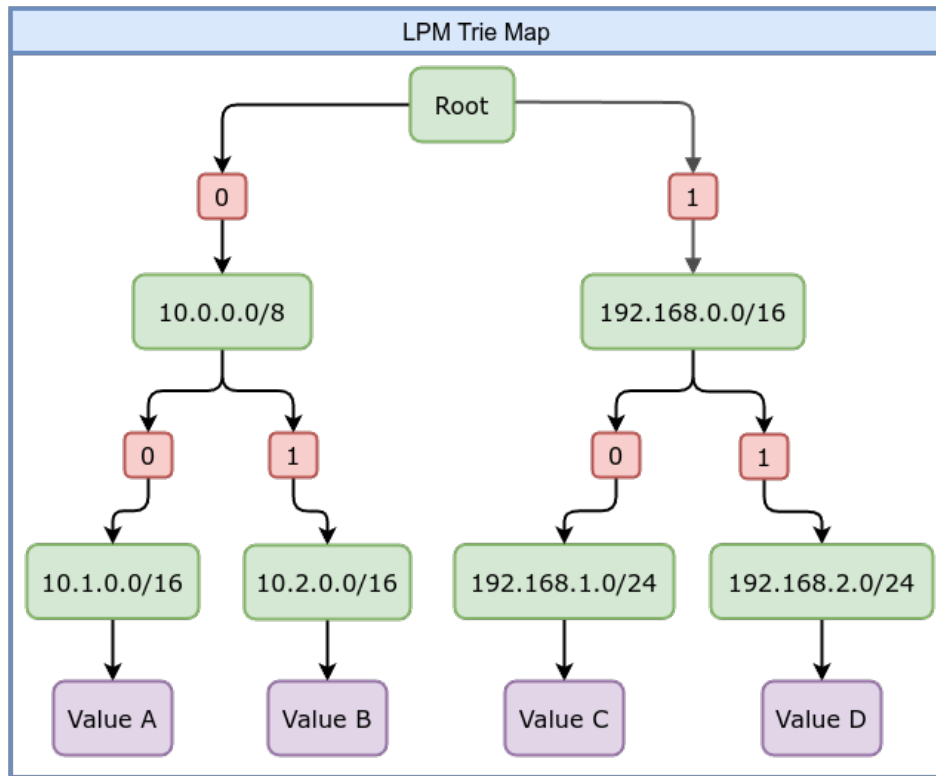 LPM Trie Map
Root
0
1
10.0.0.0/8
192.168.0.0/16
0
1
0
1
10.1.0.0/16
10.2.0.0/16
192.168.1.0/24
192.168.2.0/24
Value A
Value B
Value C
Value D